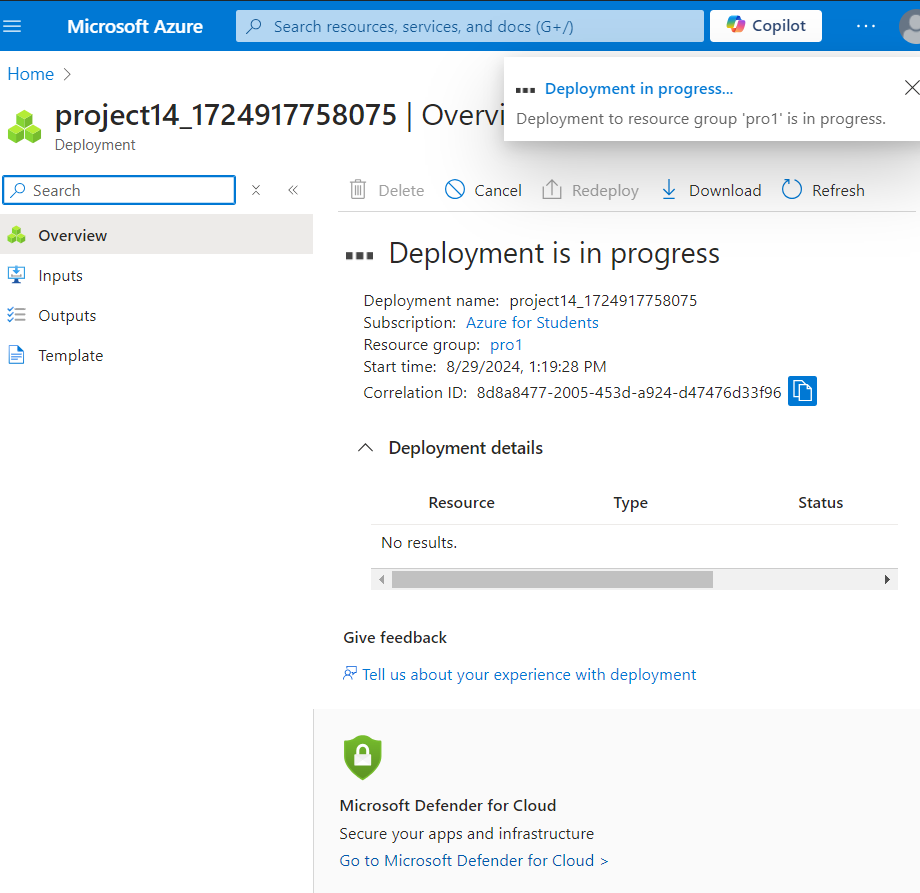 Microsoft Azure
Search resources, services, and docs (G+/)
Copilot
Home
Deployment in progress...
Deployment to resource group 'pro1' is in progress.
project14_1724917758075 | Overvi
Deployment
Search
Delete
Cancel
Redeploy
Download
Refresh
Overview
Inputs
Outputs
Template
Deployment is in progress
Deployment name: project14_1724917758075
Subscription: Azure for Students
Resource group: pro1
Start time: 8/29/2024, 1:19:28 PM
Correlation ID: 8d8a8477-2005-453d-a924-d47476d33f96
Deployment details
Resource Type Status
No results.
Give feedback
Tell us about your experience with deployment
Microsoft Defender for Cloud
Secure your apps and infrastructure
Go to Microsoft Defender for Cloud >